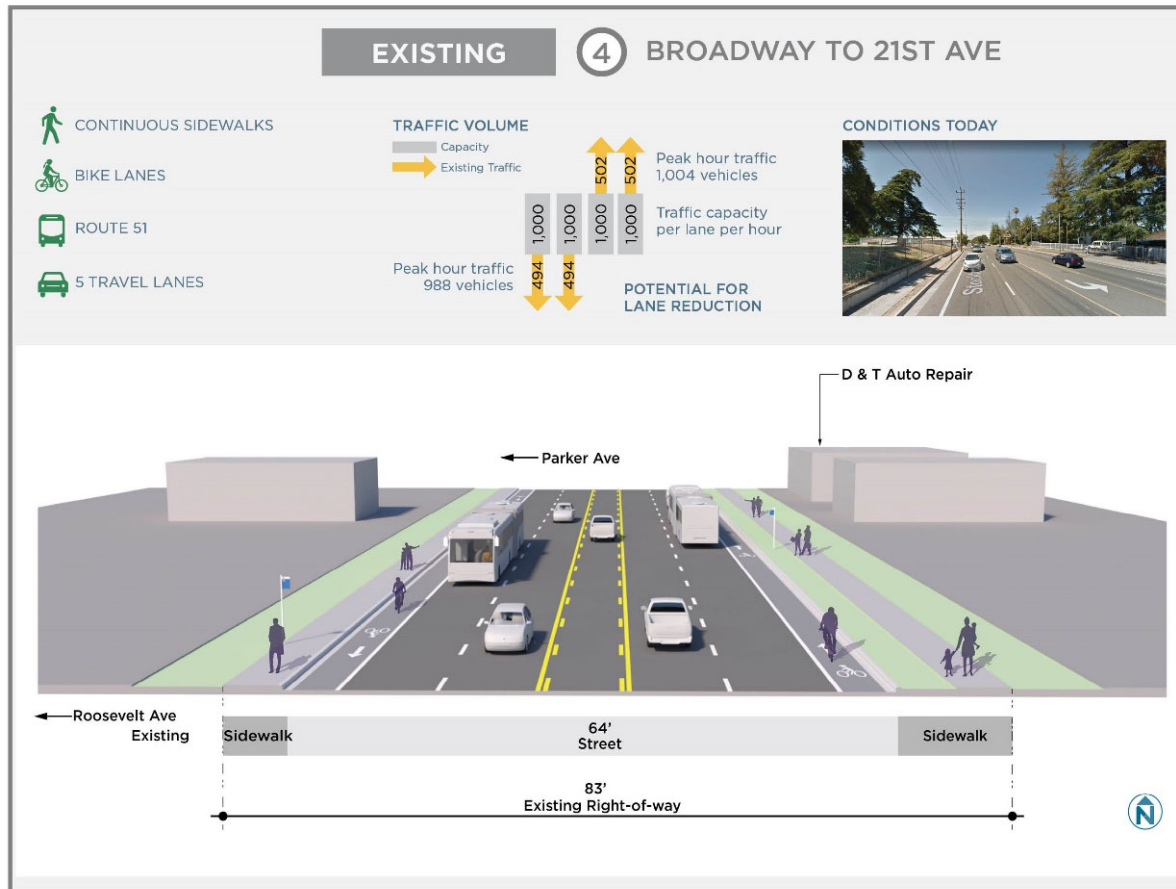 EXISTING
4
BROADWAY TO 21ST AVE
CONTINUOUS SIDEWALKS
BIKE LANES
ROUTE 51
5 TRAVEL LANES
TRAFFIC VOLUME
Capacity
Existing Traffic
502
502
Peak hour traffic
1,004 vehicles
1,000
1,000
1,000
1,000
Traffic capacity
per lane per hour
Peak hour traffic
988 vehicles
494
494
POTENTIAL FOR
LANE REDUCTION
CONDITIONS TODAY
D & T Auto Repair
Parker Ave
Roosevelt Ave
Existing
Sidewalk
64'
Street
Sidewalk
83'
Existing Right-of-way
N